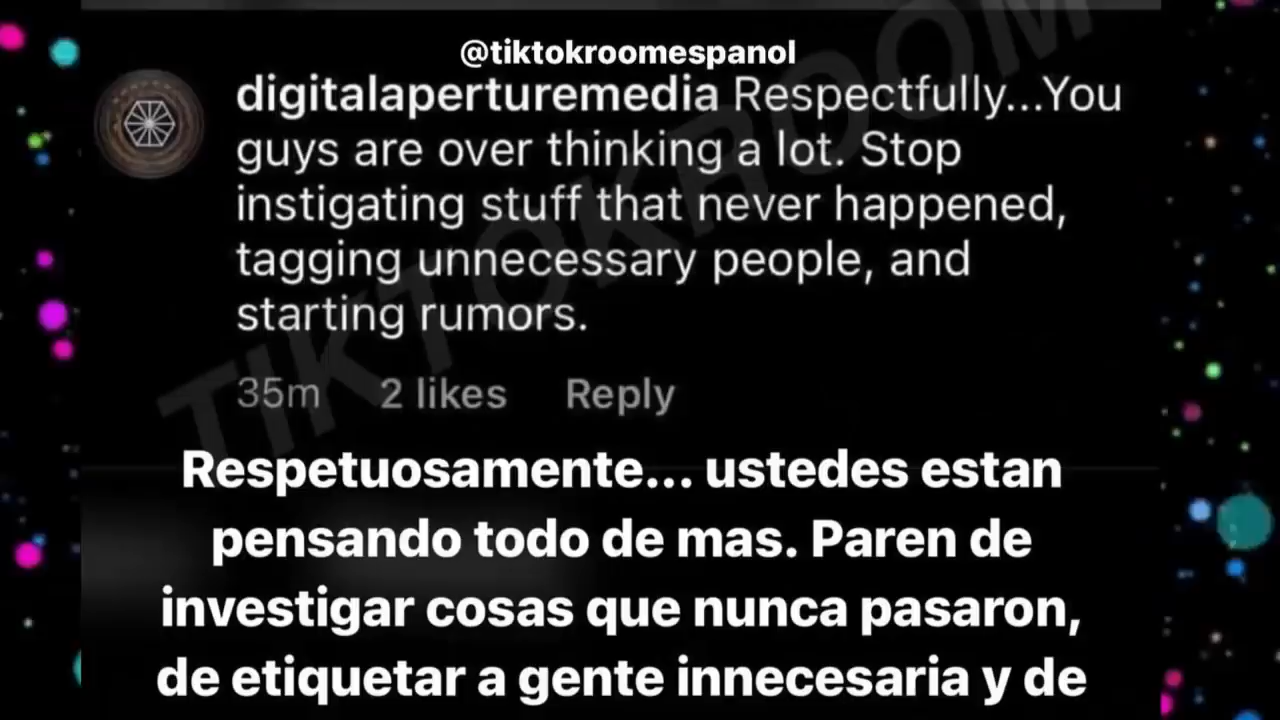 @tiktokroomespanol
digitalaperturemedia Respectfully...You
guys are over thinking a lot. Stop
instigating stuff that never happened,
tagging unnecessary people, and
starting rumors.
35m 2 likes Reply
TIKTOKROOM
Respetuosamente... ustedes estan
pensando todo de mas. Paren de
investigar cosas que nunca pasaron,
de etiquetar a gente innecesaria y de